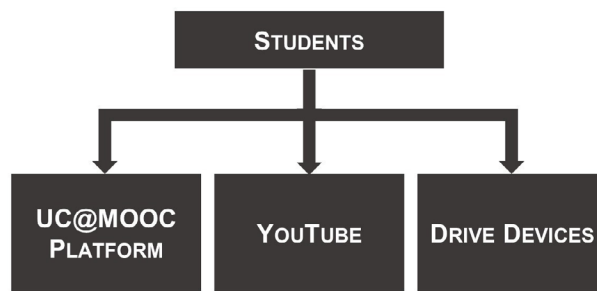 STUDENTS
UC@MOOC
PLATFORM
YOUTUBE
DRIVE DEVICES